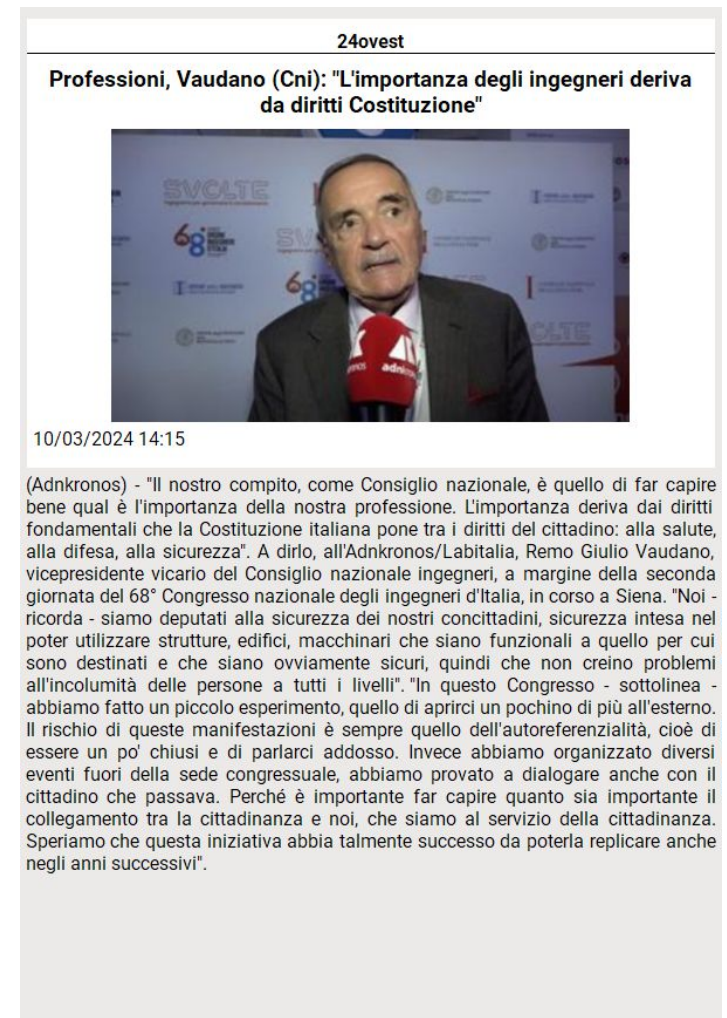 24ovest
Professioni, Vaudano (Cni): "L'importanza degli ingegneri deriva
da diritti Costituzione"
SVOLTE
68
SV
68
OLTE
adnkronos
10/03/2024 14:15
(Adnkronos) - "Il nostro compito, come Consiglio nazionale, è quello di far capire
bene qual è l'importanza della nostra professione. L'importanza deriva dai diritti
fondamentali che la Costituzione italiana pone tra i diritti del cittadino: alla salute,
alla difesa, alla sicurezza". A dirlo, all'Adnkronos/Labitalia, Remo Giulio Vaudano,
vicepresidente vicario del Consiglio nazionale ingegneri, a margine della seconda
giornata del 68° Congresso nazionale degli ingegneri d'Italia, in corso a Siena. "Noi -
ricorda - siamo deputati alla sicurezza dei nostri concittadini, sicurezza intesa nel
poter utilizzare strutture, edifici, macchinari che siano funzionali a quello per cui
sono destinati e che siano ovviamente sicuri, quindi che non creino problemi
all'incolumità delle persone a tutti i livelli". "In questo Congresso - sottolinea -
abbiamo fatto un piccolo esperimento, quello di aprirci un pochino di più all'esterno.
Il rischio di queste manifestazioni è sempre quello dell'autoreferenzialità, cioè di
essere un po' chiusi e di parlarci addosso. Invece abbiamo organizzato diversi
eventi fuori della sede congressuale, abbiamo provato a dialogare anche con il
cittadino che passava. Perché è importante far capire quanto sia importante il
collegamento tra la cittadinanza e noi, che siamo al servizio della cittadinanza.
Speriamo che questa iniziativa abbia talmente successo da poterla replicare anche
negli anni successivi".